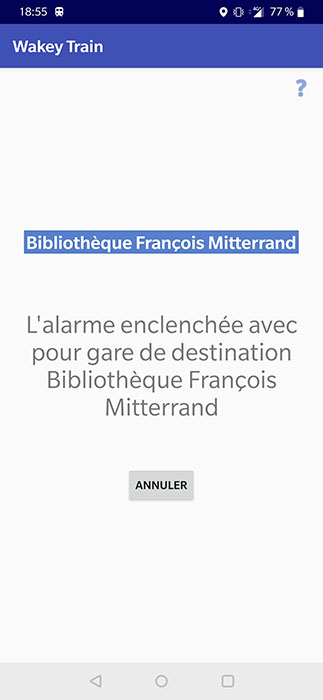 18:55 77 %
Wakey Train
?
Bibliothèque François Mitterrand
L'alarme enclenchée avec
pour gare de destination
Bibliothèque François
Mitterrand
ANNULER